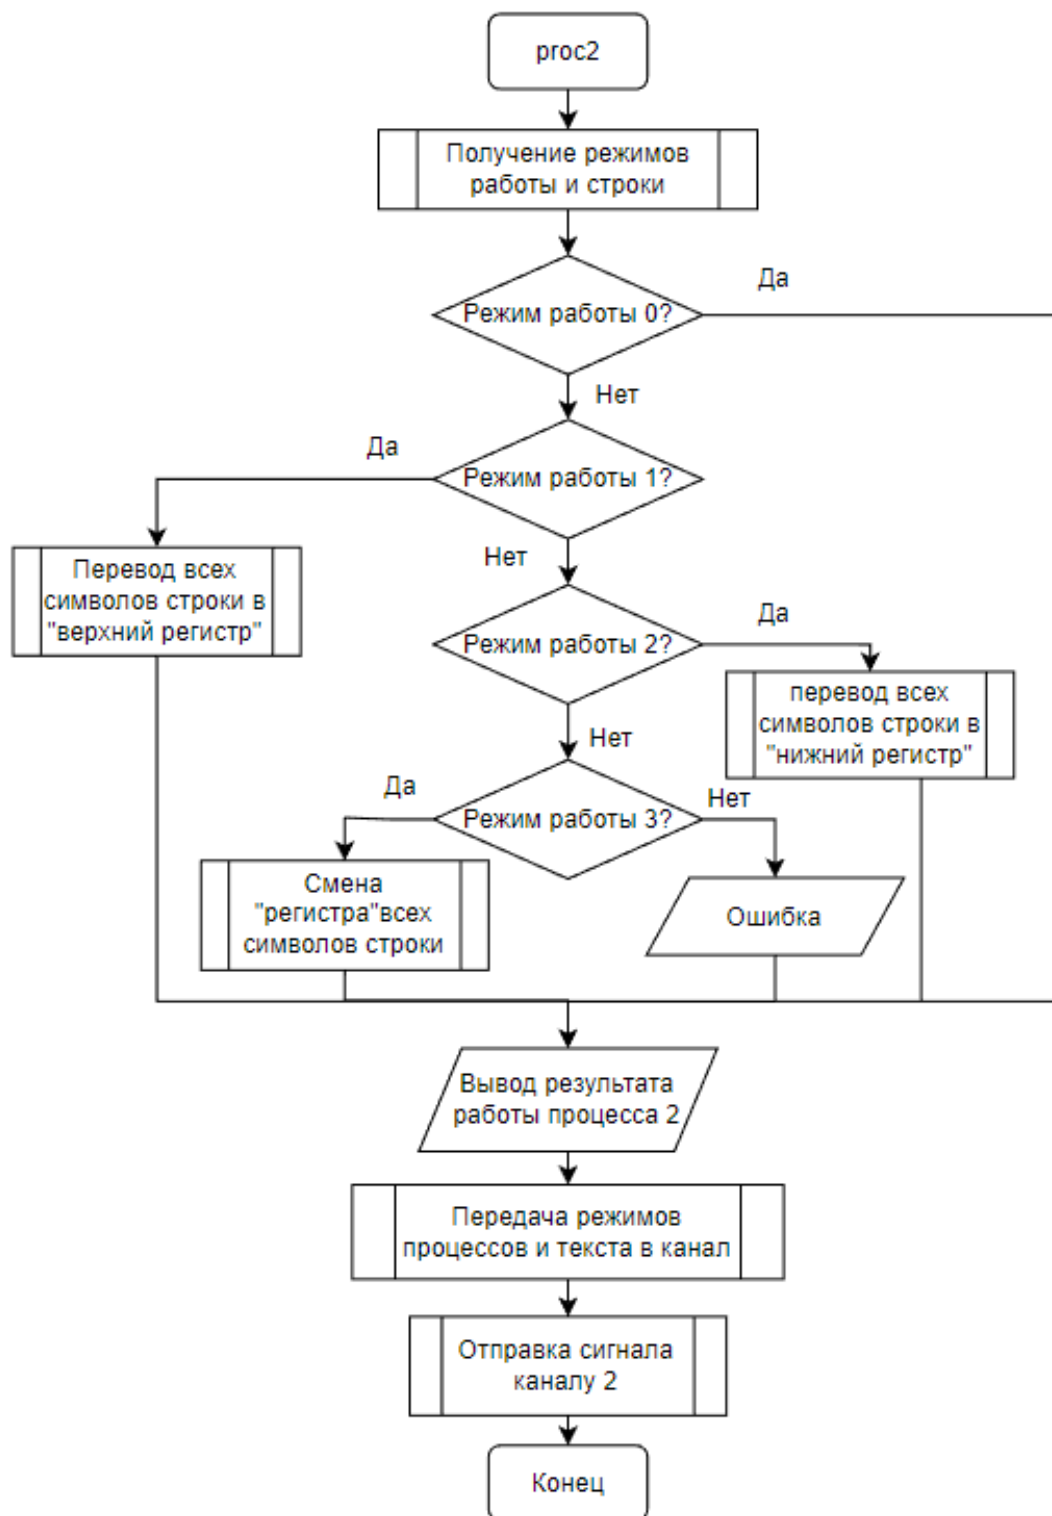 proc2
Получение режимов
работы и строки
Да
Режим работы 0?
Нет
Да
Режим работы 1?
Нет
Перевод всех
символов строки в
"верхний регистр"
Да
Режим работы 2?
перевод всех
символов строки в
"нижний регистр"
Нет
Да
Нет
Режим работы 3?
Смена
"регистра"всех
символов строки
Ошибка
Вывод результата
работы процесса 2
Передача режимов
процессов и текста в канал
Отправка сигнала
каналу 2
Конец